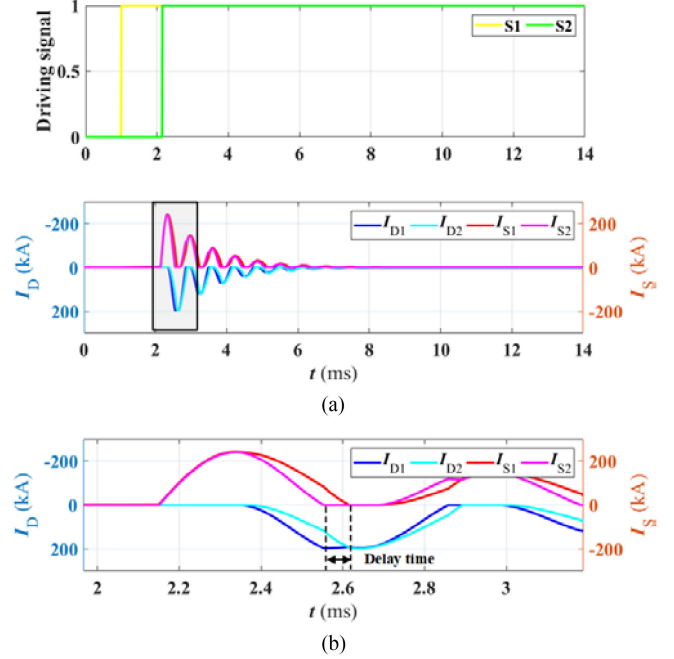 Driving signal
1
0.5
0
S1 S2
0 2 4 6 8 10 12 14
I_D (kA)
-200
0
200
I_D1 I_D2 I_S1 I_S2
200
0
-200
I_S (kA)
0 2 4 6 8 10 12 14
t (ms)
(a)
I_D (kA)
-200
0
200
I_D1 I_D2 I_S1 I_S2
200
0
-200
I_S (kA)
Delay time
2 2.2 2.4 2.6 2.8 3
t (ms)
(b)